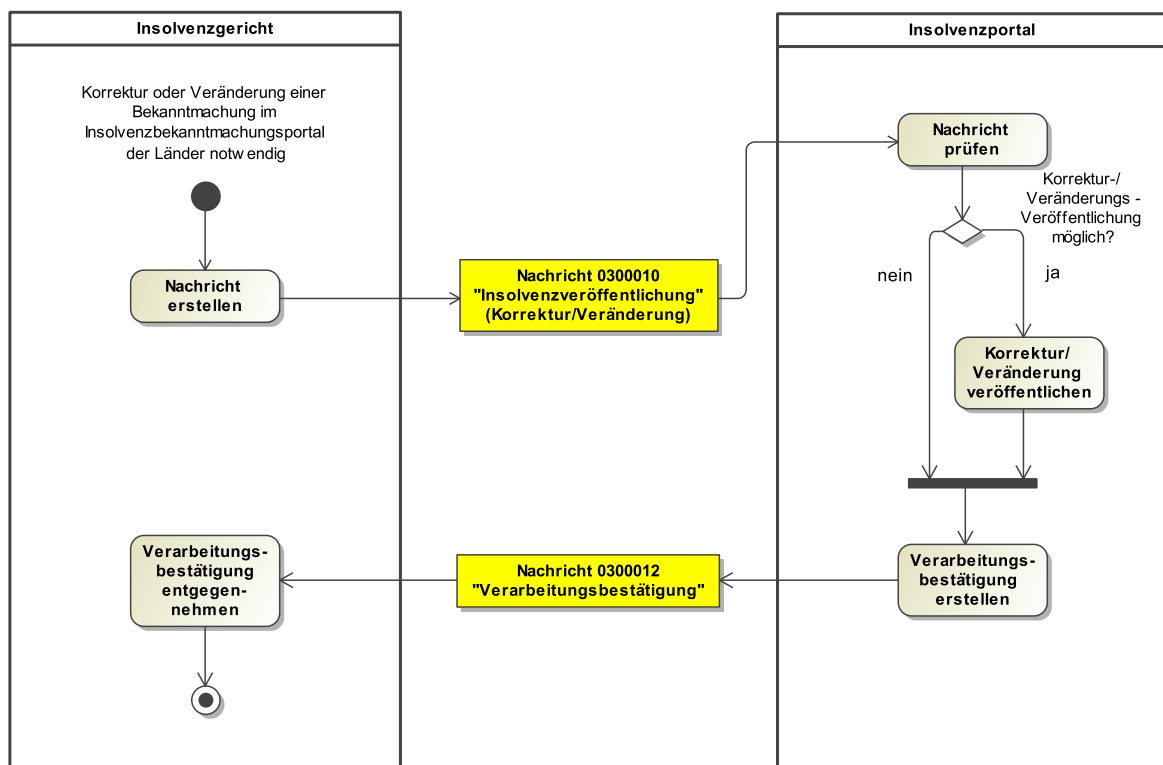 Insolvenzgericht
Insolvenzportal
Korrektur oder Veränderung einer
Bekanntmachung im
Insolvenzbekanntmachungsportal
der Länder notwendig
Nachricht
erstellen
Nachricht 0300010
"Insolvenzveröffentlichung"
(Korrektur/Veränderung)
Nachricht
prüfen
Korrektur-/
Veränderungs -
Veröffentlichung
möglich?
nein
ja
Korrektur/
Veränderung
veröffentlichen
Verarbeitungs-
bestätigung
erstellen
Nachricht 0300012
"Verarbeitungsbestätigung"
Verarbeitungs-
bestätigung
entgegen-
nehmen